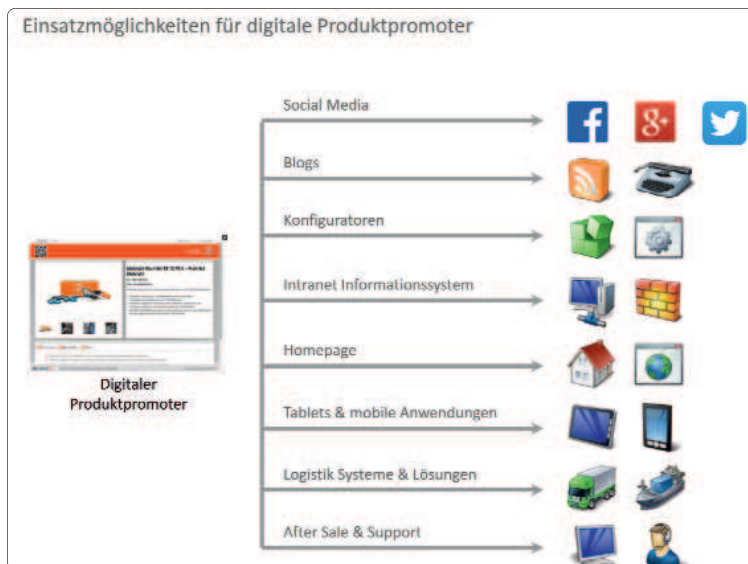 Einsatzmöglichkeiten für digitale Produktpromoter
Social Media
Blogs
Konfiguratoren
Intranet Informationssystem
Homepage
Tablets & mobile Anwendungen
Logistik Systeme & Lösungen
After Sale & Support
Digitaler
Produktpromoter